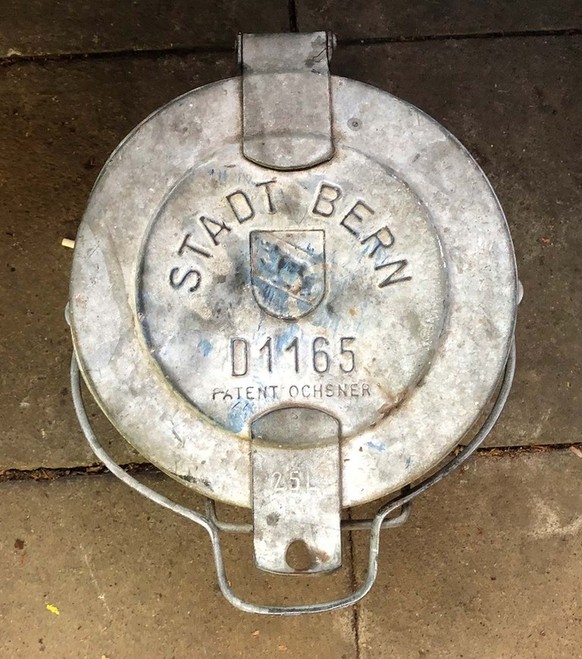 STADT BERN
D1165
PATENT OCHSNER
25L